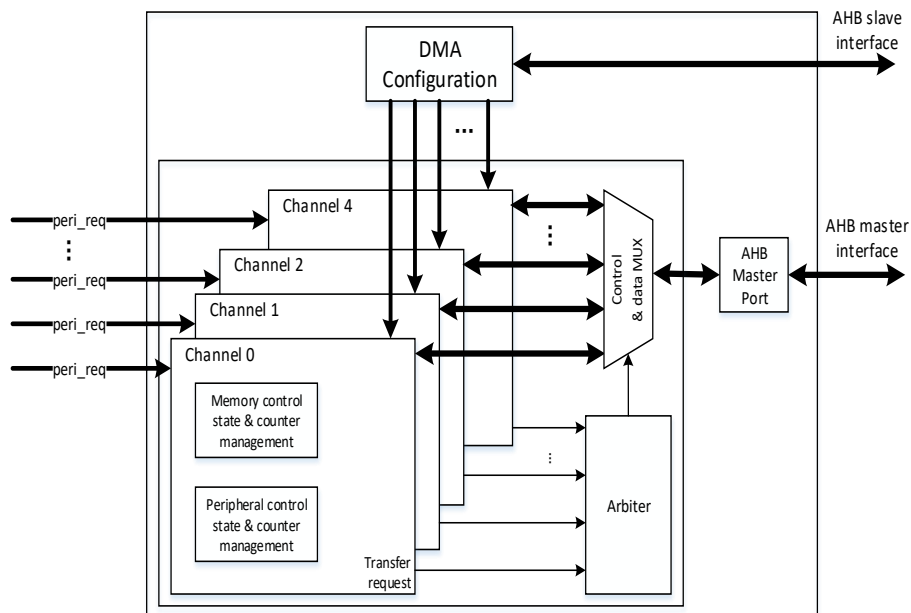 AHB slave
interface
DMA
Configuration
...
Channel 4
peri_req
...
...
AHB master
interface
Channel 2
peri_req
Control
& data MUX
AHB
Master
Port
Channel 1
peri_req
Channel 0
peri_req
Memory control
state & counter
management
...
Peripheral control
state & counter
management
Arbiter
Transfer
request